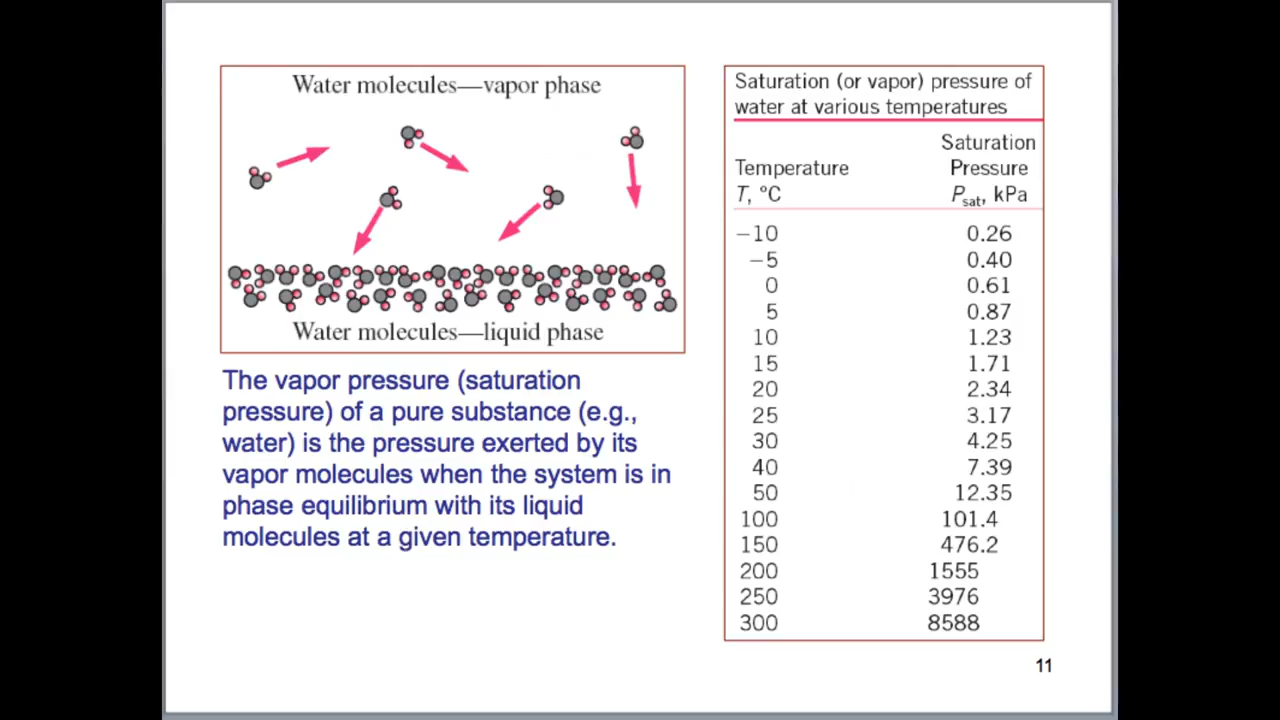 Water molecules—vapor phase
Water molecules—liquid phase
The vapor pressure (saturation
pressure) of a pure substance (e.g.,
water) is the pressure exerted by its
vapor molecules when the system is in
phase equilibrium with its liquid
molecules at a given temperature.
Saturation (or vapor) pressure of
water at various temperatures
Saturation
Temperature Pressure
T, °C Psat, kPa
−10 0.26
−5 0.40
0 0.61
5 0.87
10 1.23
15 1.71
20 2.34
25 3.17
30 4.25
40 7.39
50 12.35
100 101.4
150 476.2
200 1555
250 3976
300 8588
11